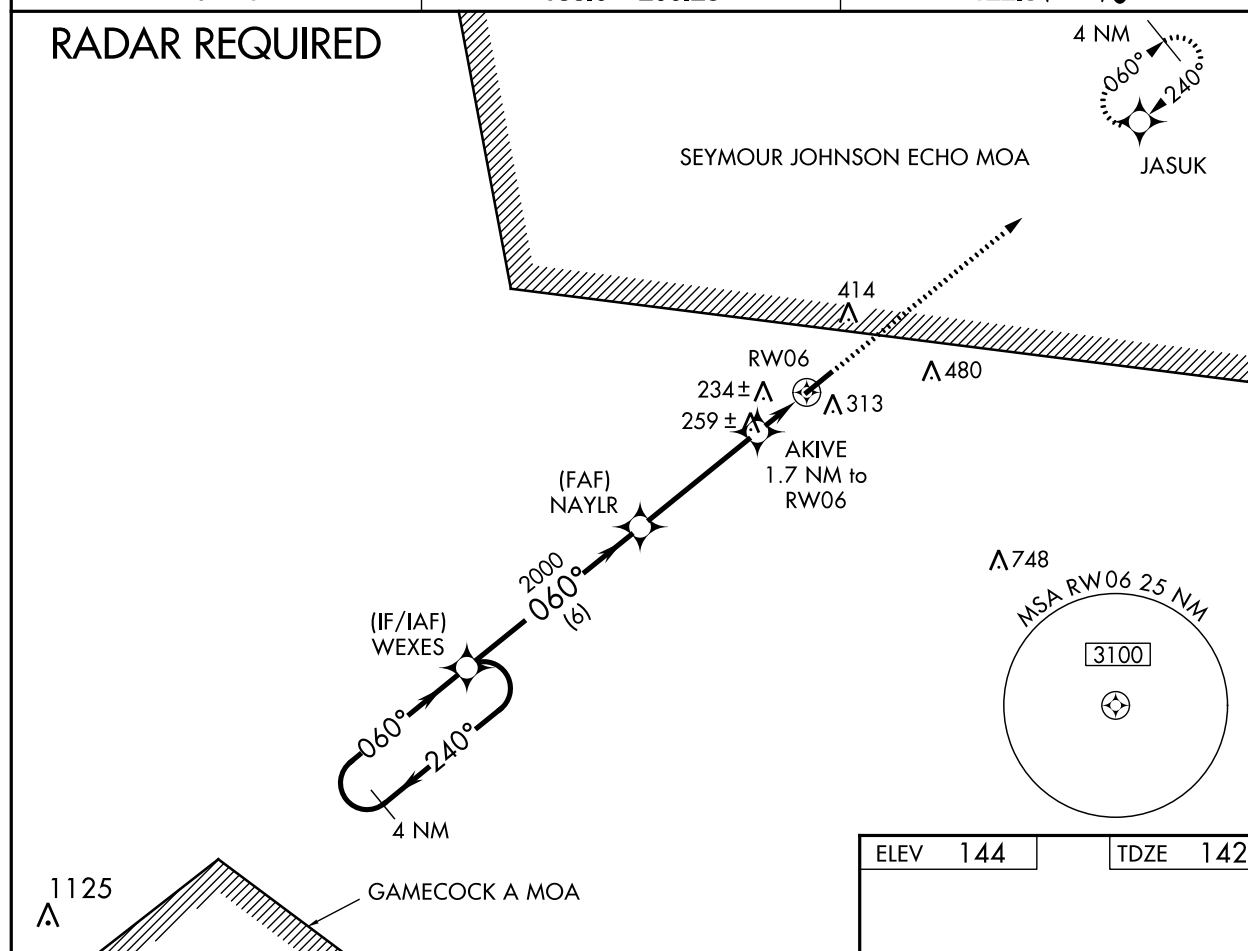 RADAR REQUIRED
4 NM
060°
240°
JASUK
SEYMOUR JOHNSON ECHO MOA
414
RW06
480
234±
313
259 ±
AKIVE
1.7 NM to
RW06
(FAF)
NAYLR
2000
060°
(6)
748
(IF/IAF)
WEXES
MSA RW06 25 NM
3100
060°
240°
4 NM
ELEV 144
TDZE 142
1125
GAMECOCK A MOA